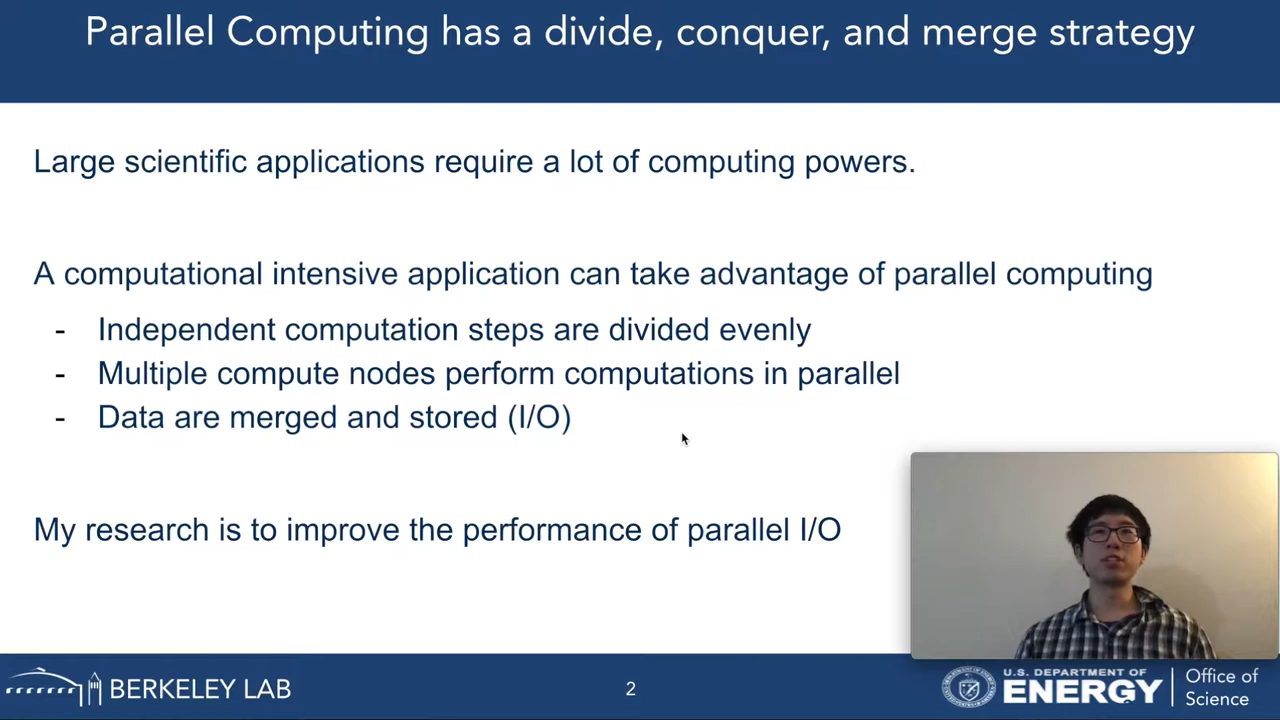 Parallel Computing has a divide, conquer, and merge strategy
Large scientific applications require a lot of computing powers.
A computational intensive application can take advantage of parallel computing
- Independent computation steps are divided evenly
- Multiple compute nodes perform computations in parallel
- Data are merged and stored (I/O)
My research is to improve the performance of parallel I/O
BERKELEY LAB
2
U.S. DEPARTMENT OF
ENERGY
Office of
Science